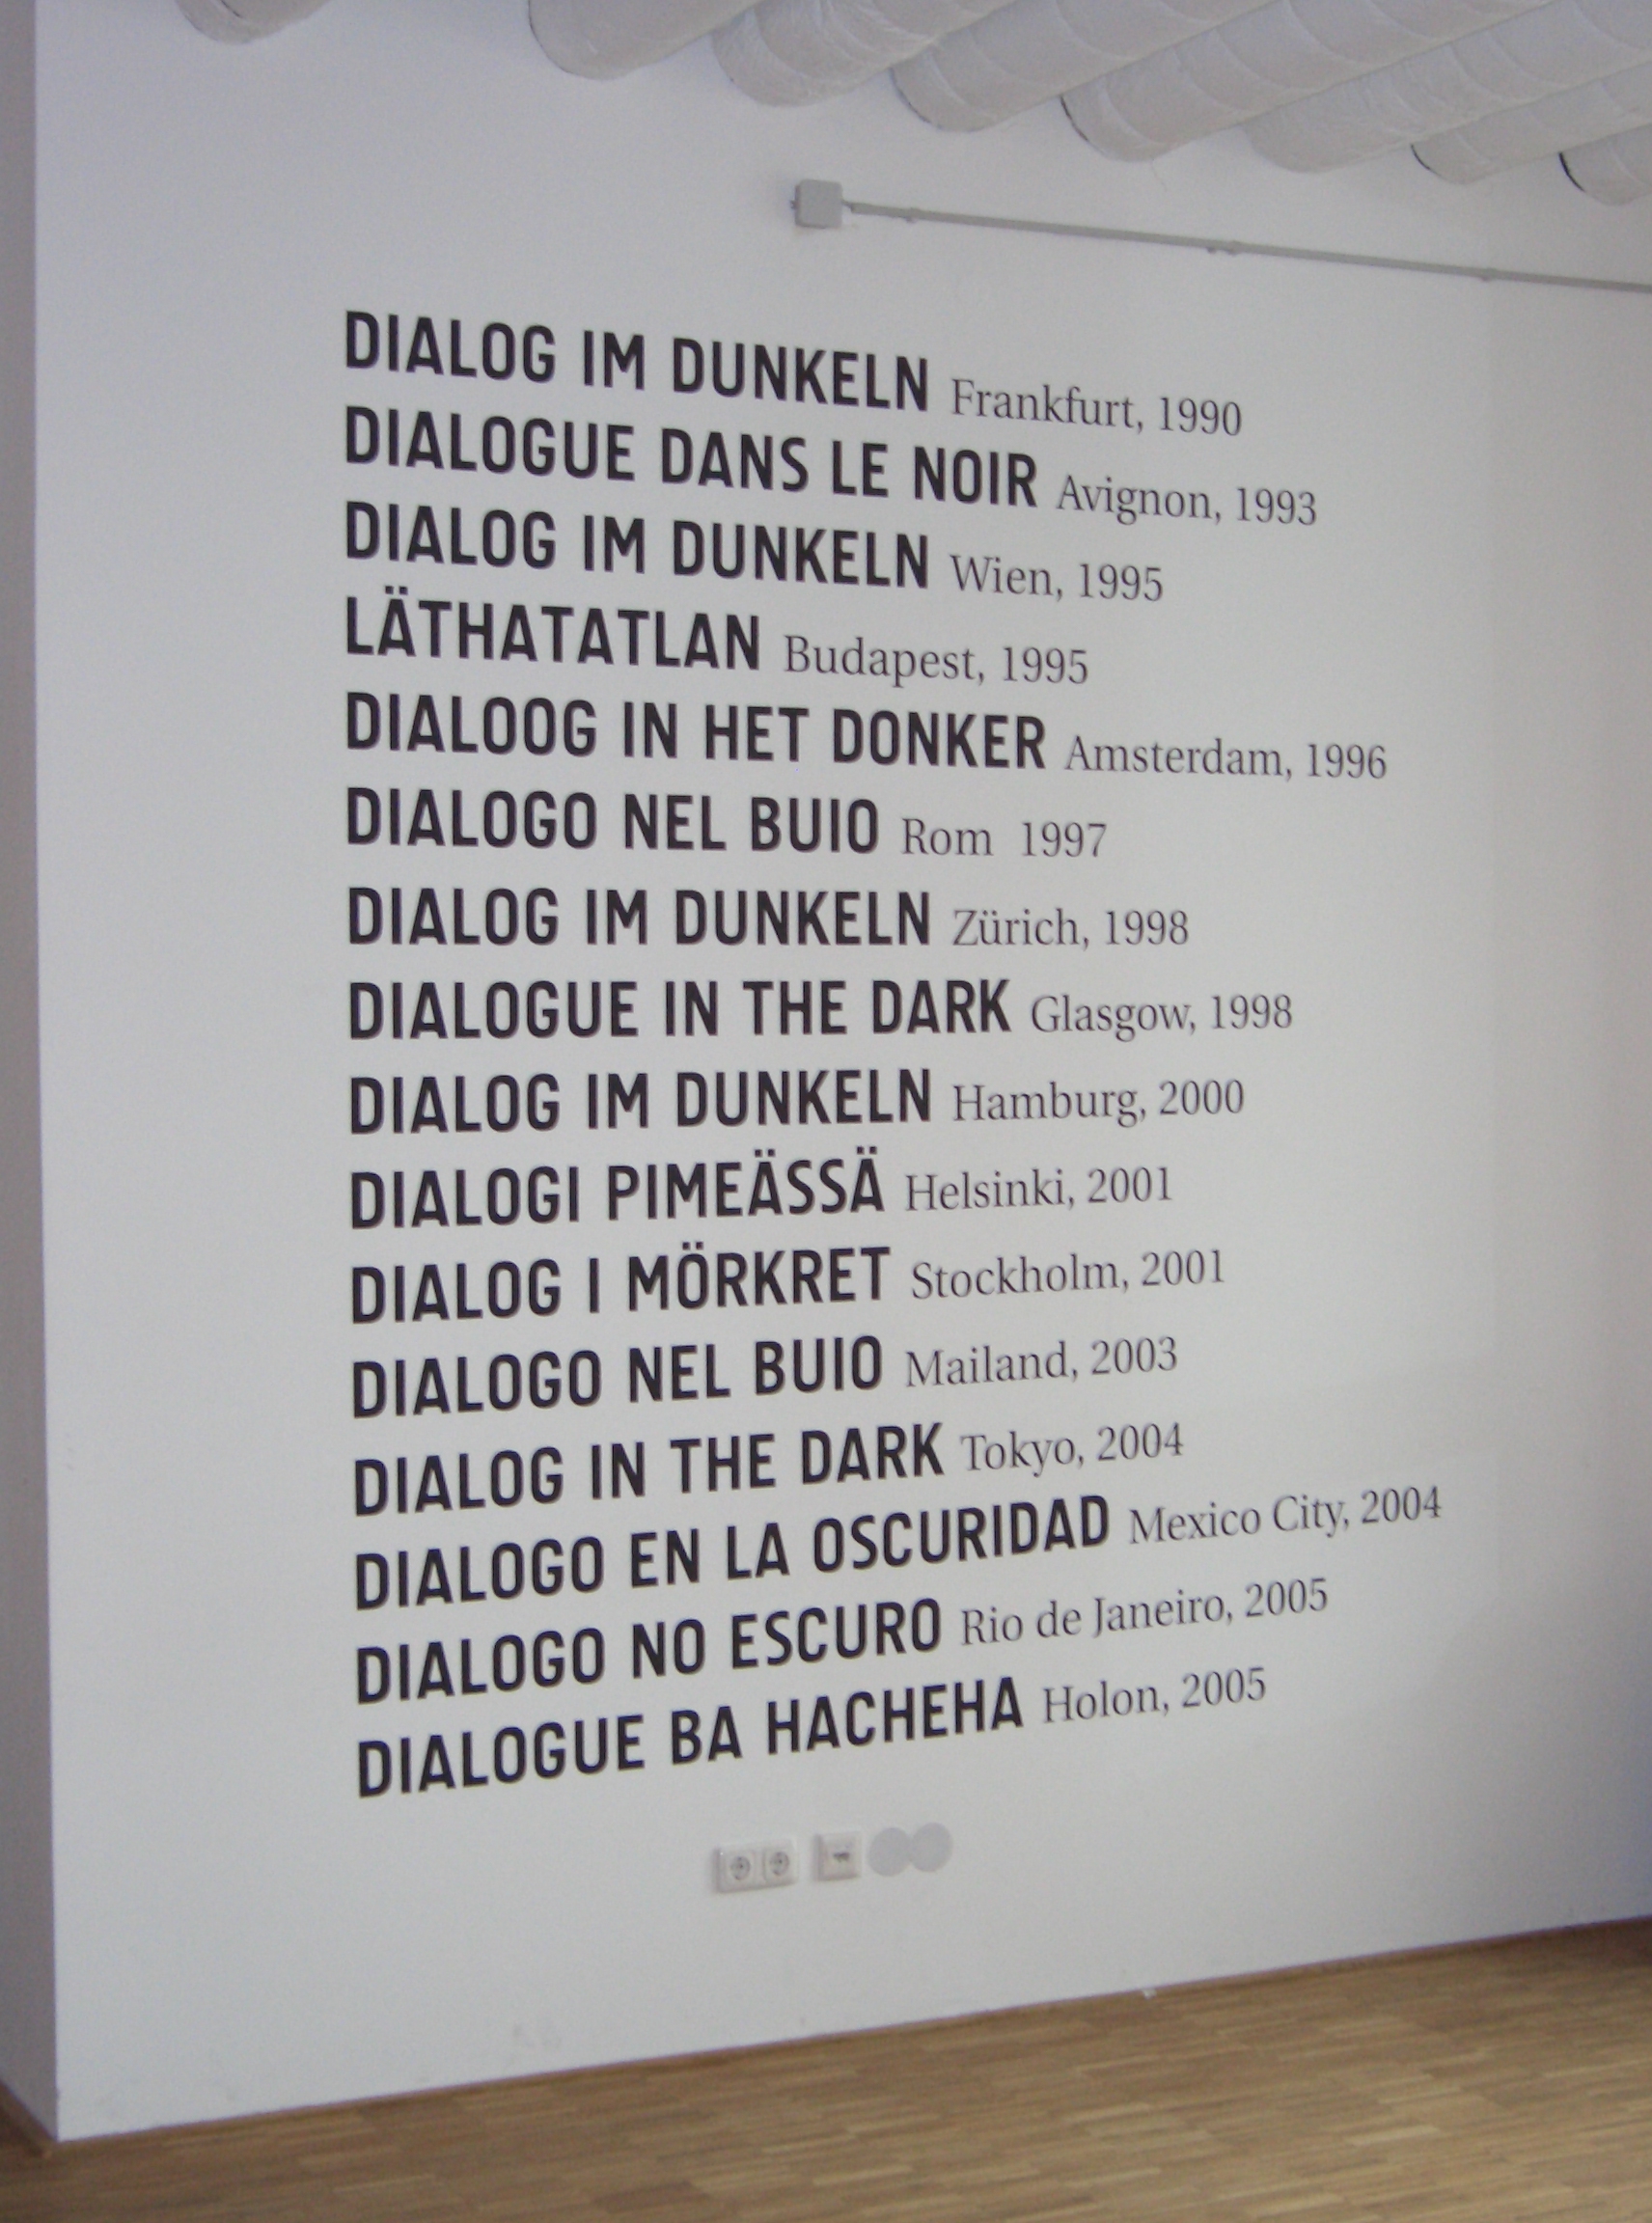 DIALOG IM DUNKELN Frankfurt, 1990
DIALOGUE DANS LE NOIR Avignon, 1993
DIALOG IM DUNKELN Wien, 1995
LÄTHATATLAN Budapest, 1995
DIALOOG IN HET DONKER Amsterdam, 1996
DIALOGO NEL BUIO Rom 1997
DIALOG IM DUNKELN Zürich, 1998
DIALOGUE IN THE DARK Glasgow, 1998
DIALOG IM DUNKELN Hamburg, 2000
DIALOGI PIMEÄSSÄ Helsinki, 2001
DIALOG I MÖRKRET Stockholm, 2001
DIALOGO NEL BUIO Mailand, 2003
DIALOG IN THE DARK Tokyo, 2004
DIALOGO EN LA OSCURIDAD Mexico City, 2004
DIALOGO NO ESCURO Rio de Janeiro, 2005
DIALOGUE BA HACHEHA Holon, 2005